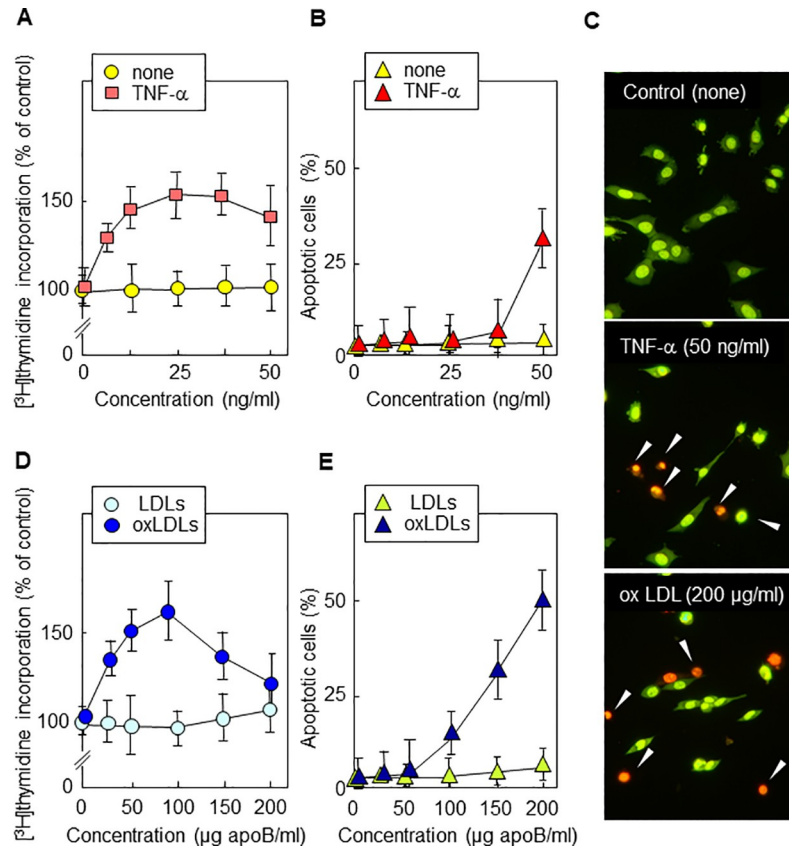 A
none
TNF-α
[³H]thymidine incorporation (% of control)
150
100
0
0
25
50
Concentration (ng/ml)
B
none
TNF-α
Apoptotic cells (%)
50
25
0
0
25
50
Concentration (ng/ml)
C
Control (none)
TNF-α (50 ng/ml)
ox LDL (200 µg/ml)
D
LDLs
oxLDLs
[³H]thymidine incorporation (% of control)
150
100
0
0
50
100
150
200
Concentration (µg apoB/ml)
E
LDLs
oxLDLs
Apoptotic cells (%)
50
25
0
0
50
100
150
200
Concentration (µg apoB/ml)